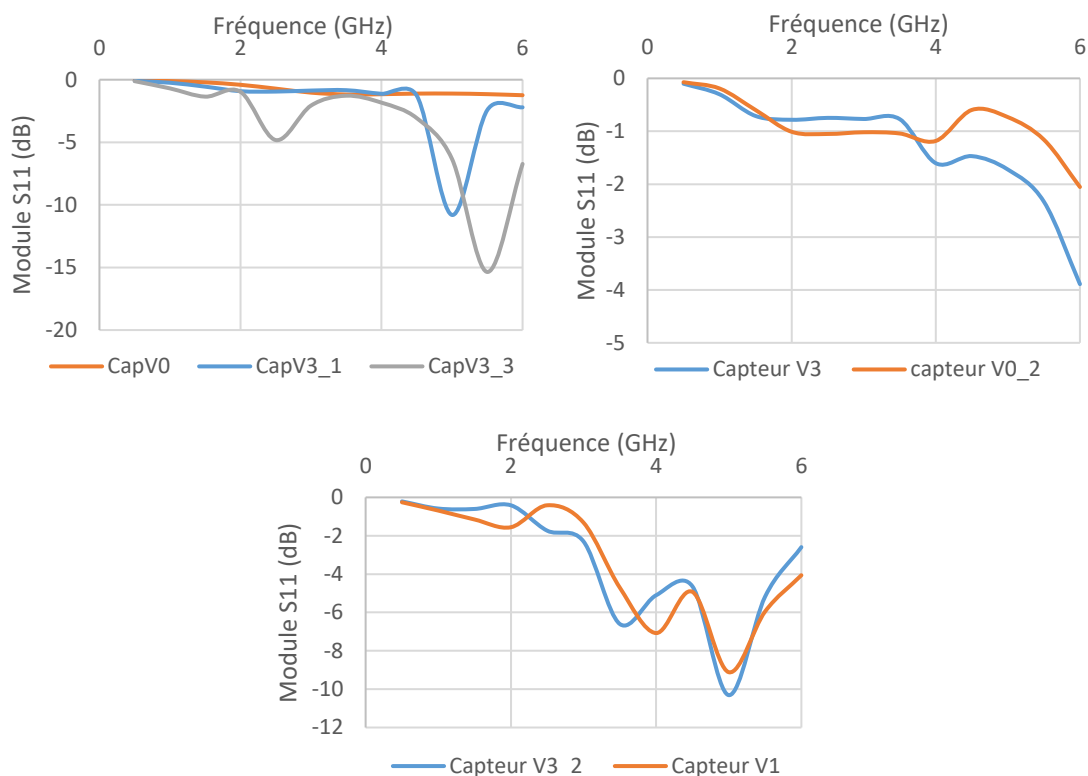 Fréquence (GHz)
0 2 4 6
0
-5
-10
-15
-20
Module S11 (dB)
CapV0 CapV3_1 CapV3_3
Fréquence (GHz)
0 2 4 6
0
-1
-2
-3
-4
-5
Module S11 (dB)
Capteur V3 capteur V0_2
Fréquence (GHz)
0 2 4 6
0
-2
-4
-6
-8
-10
-12
Module S11 (dB)
Capteur V3_2 Capteur V1